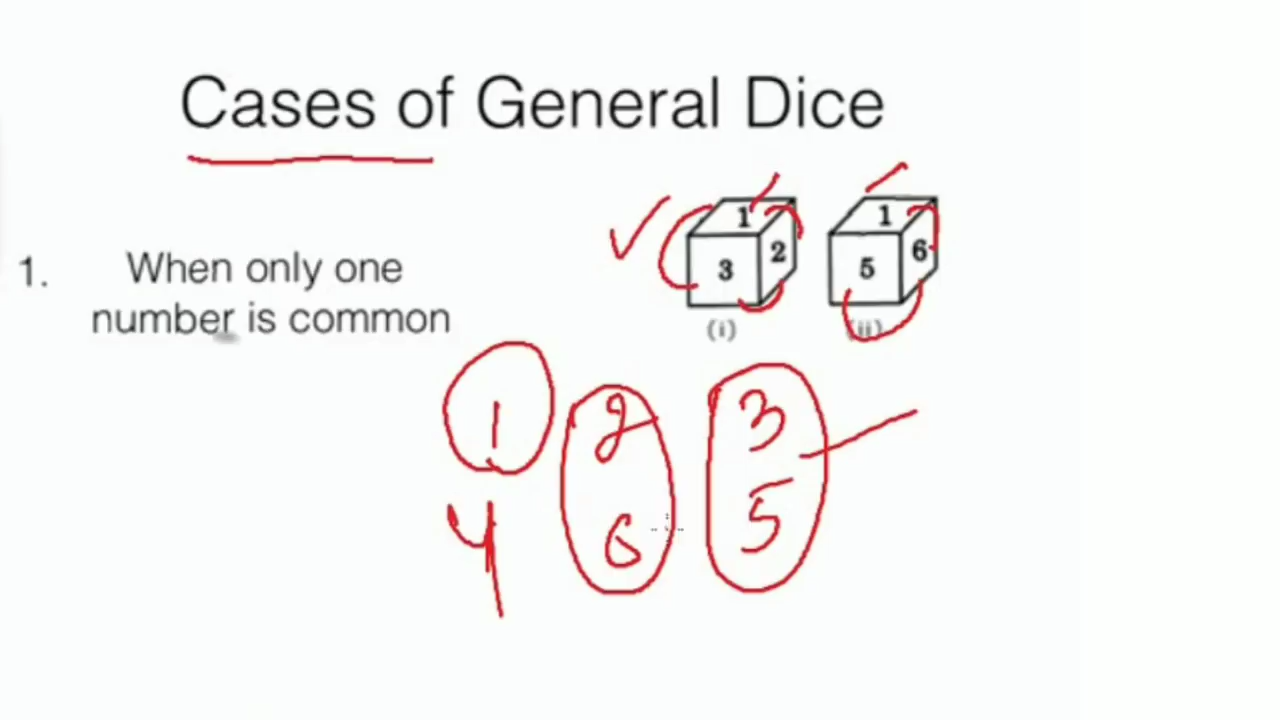 Cases of General Dice
1. When only one
number is common
1 1
2 6
3 5
(i) (ii)
1 2 3
4 6 5